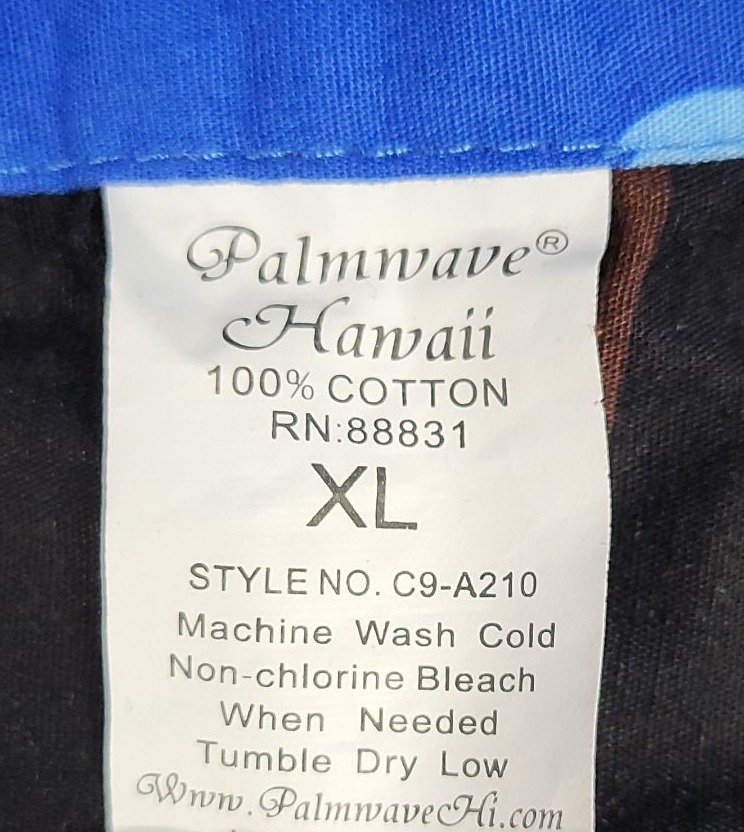 Palmwave®
Hawaii
100% COTTON
RN:88831
XL
STYLE NO. C9-A210
Machine Wash Cold
Non-chlorine Bleach
When Needed
Tumble Dry Low
Www.PalmwaveHi.com